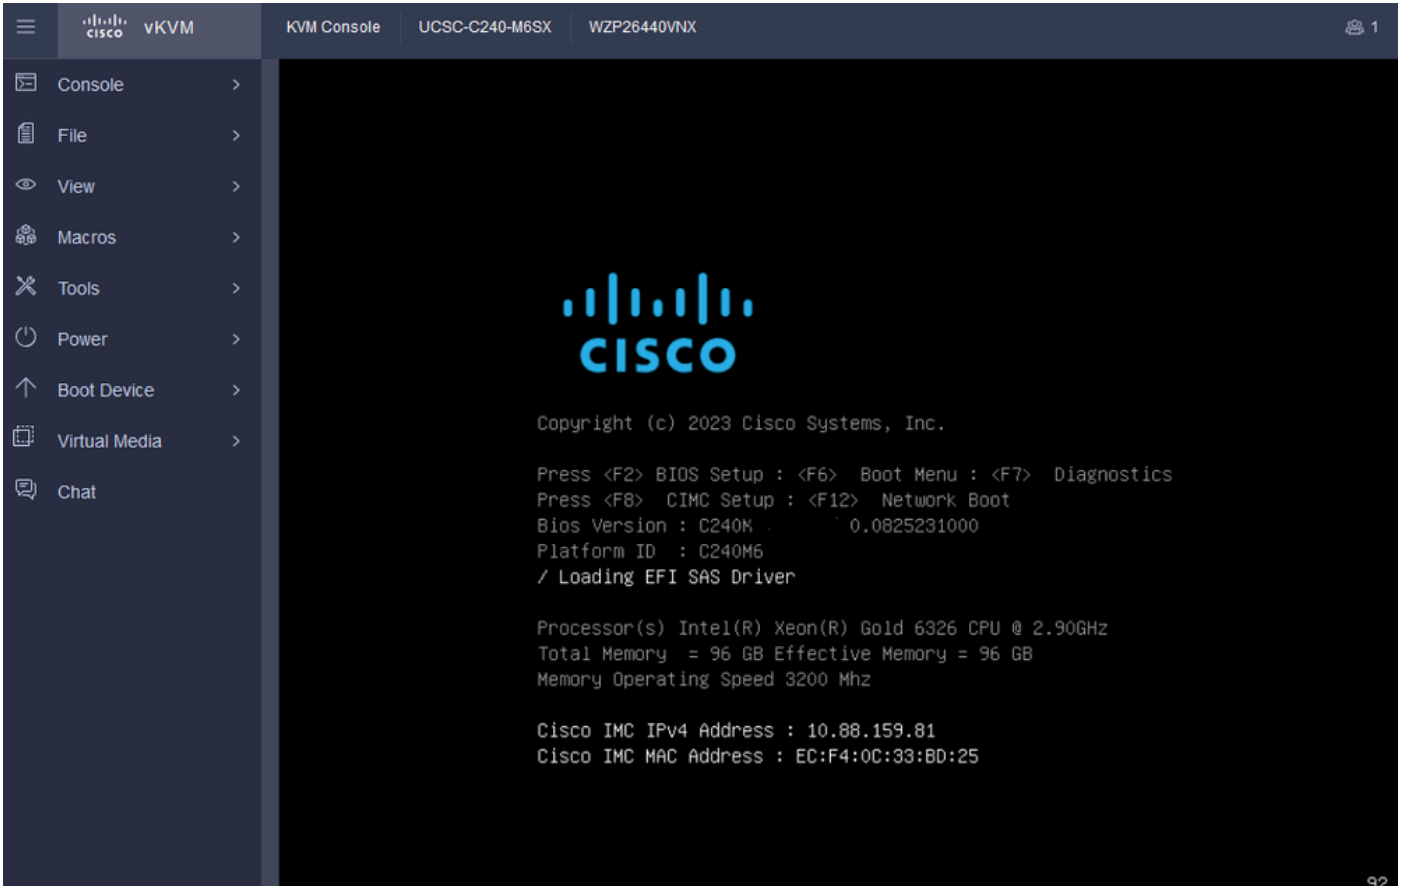 CISCO vKVM
KVM Console
UCSC-C240-M6SX
WZP26440VNX
1
Console
File
View
Macros
Tools
Power
Boot Device
Virtual Media
Chat
CISCO
Copyright (c) 2023 Cisco Systems, Inc.
Press <F2> BIOS Setup : <F6> Boot Menu : <F7> Diagnostics
Press <F8> CIMC Setup : <F12> Network Boot
Bios Version : C240M 0.0825231000
Platform ID : C240M6
/ Loading EFI SAS Driver
Processor(s) Intel(R) Xeon(R) Gold 6326 CPU @ 2.90GHz
Total Memory = 96 GB Effective Memory = 96 GB
Memory Operating Speed 3200 Mhz
Cisco IMC IPv4 Address : 10.88.159.81
Cisco IMC MAC Address : EC:F4:0C:33:BD:25
92